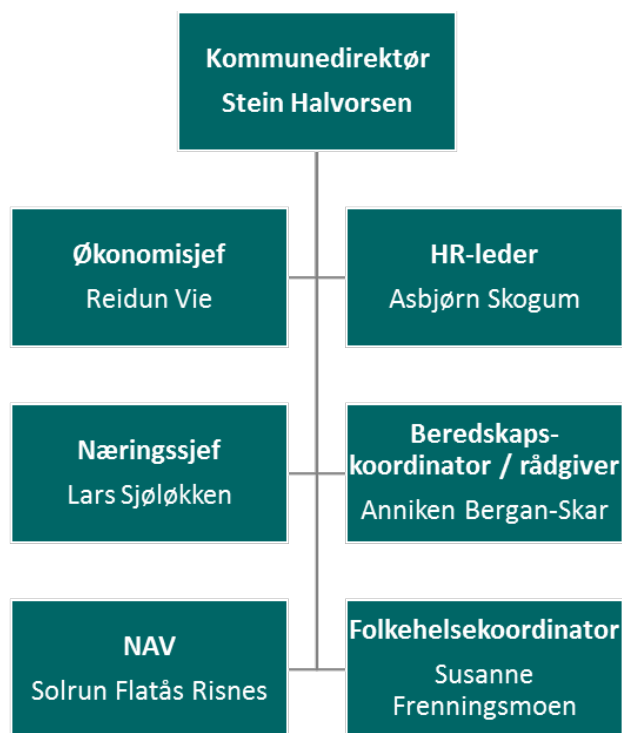 Kommunedirektør
Stein Halvorsen
Økonomisjef
Reidun Vie
HR-leder
Asbjørn Skogum
Næringssjef
Lars Sjøløkken
Beredskaps-
koordinator / rådgiver
Anniken Bergan-Skar
NAV
Solrun Flatås Risnes
Folkehelsekoordinator
Susanne
Frenningsmoen